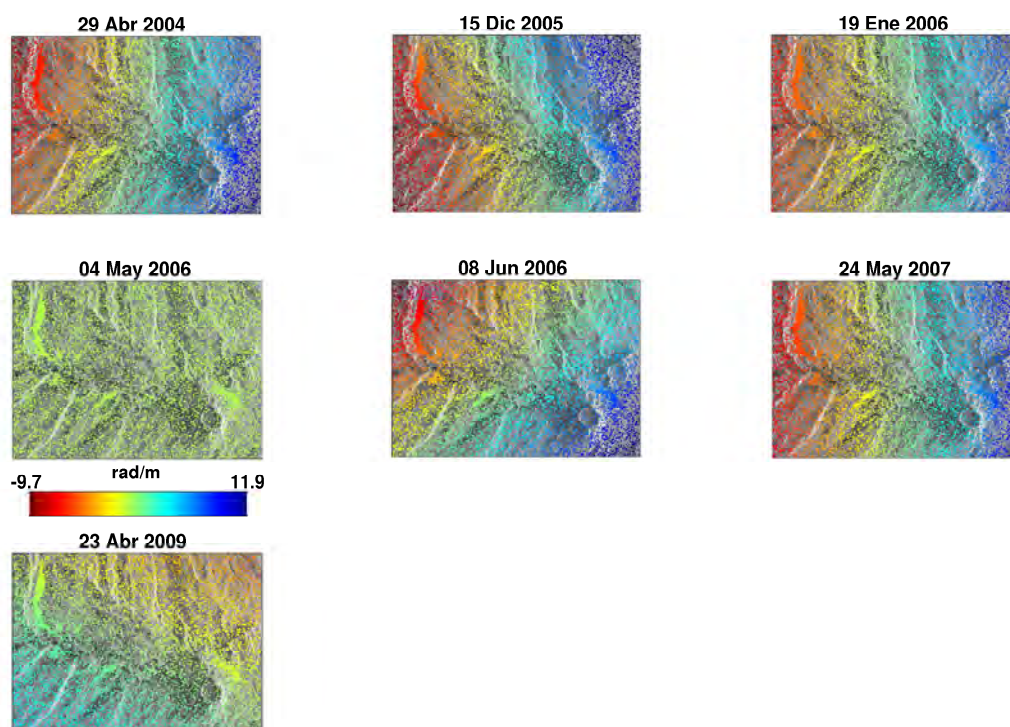 29 Abr 2004
15 Dic 2005
19 Ene 2006
04 May 2006
08 Jun 2006
24 May 2007
rad/m
-9.7
11.9
23 Abr 2009